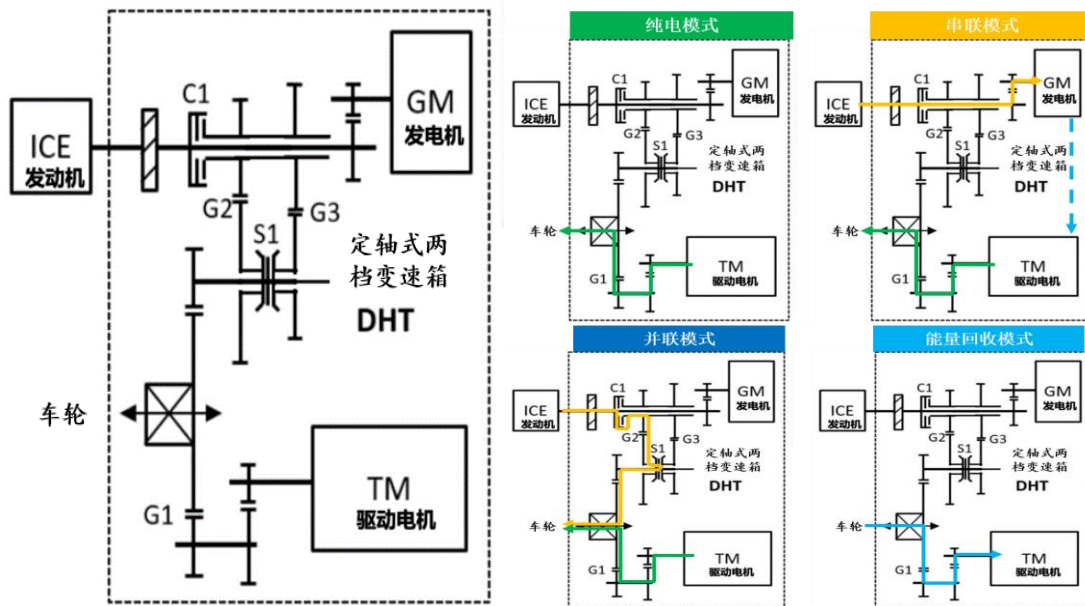 C1
GM
发电机
ICE
发动机
G2
G3
S1
定轴式两
档变速箱
DHT
车轮
G1
TM
驱动电机
纯电模式
C1
GM
发电机
ICE
发动机
G2
G3
S1
定轴式两
档变速箱
DHT
车轮
G1
TM
驱动电机
串联模式
C1
GM
发电机
ICE
发动机
G2
G3
S1
定轴式两
档变速箱
DHT
车轮
G1
TM
驱动电机
并联模式
C1
GM
发电机
ICE
发动机
G2
G3
S1
定轴式两
档变速箱
DHT
车轮
G1
TM
驱动电机
能量回收模式
C1
GM
发电机
ICE
发动机
G2
G3
S1
定轴式两
档变速箱
DHT
车轮
G1
TM
驱动电机